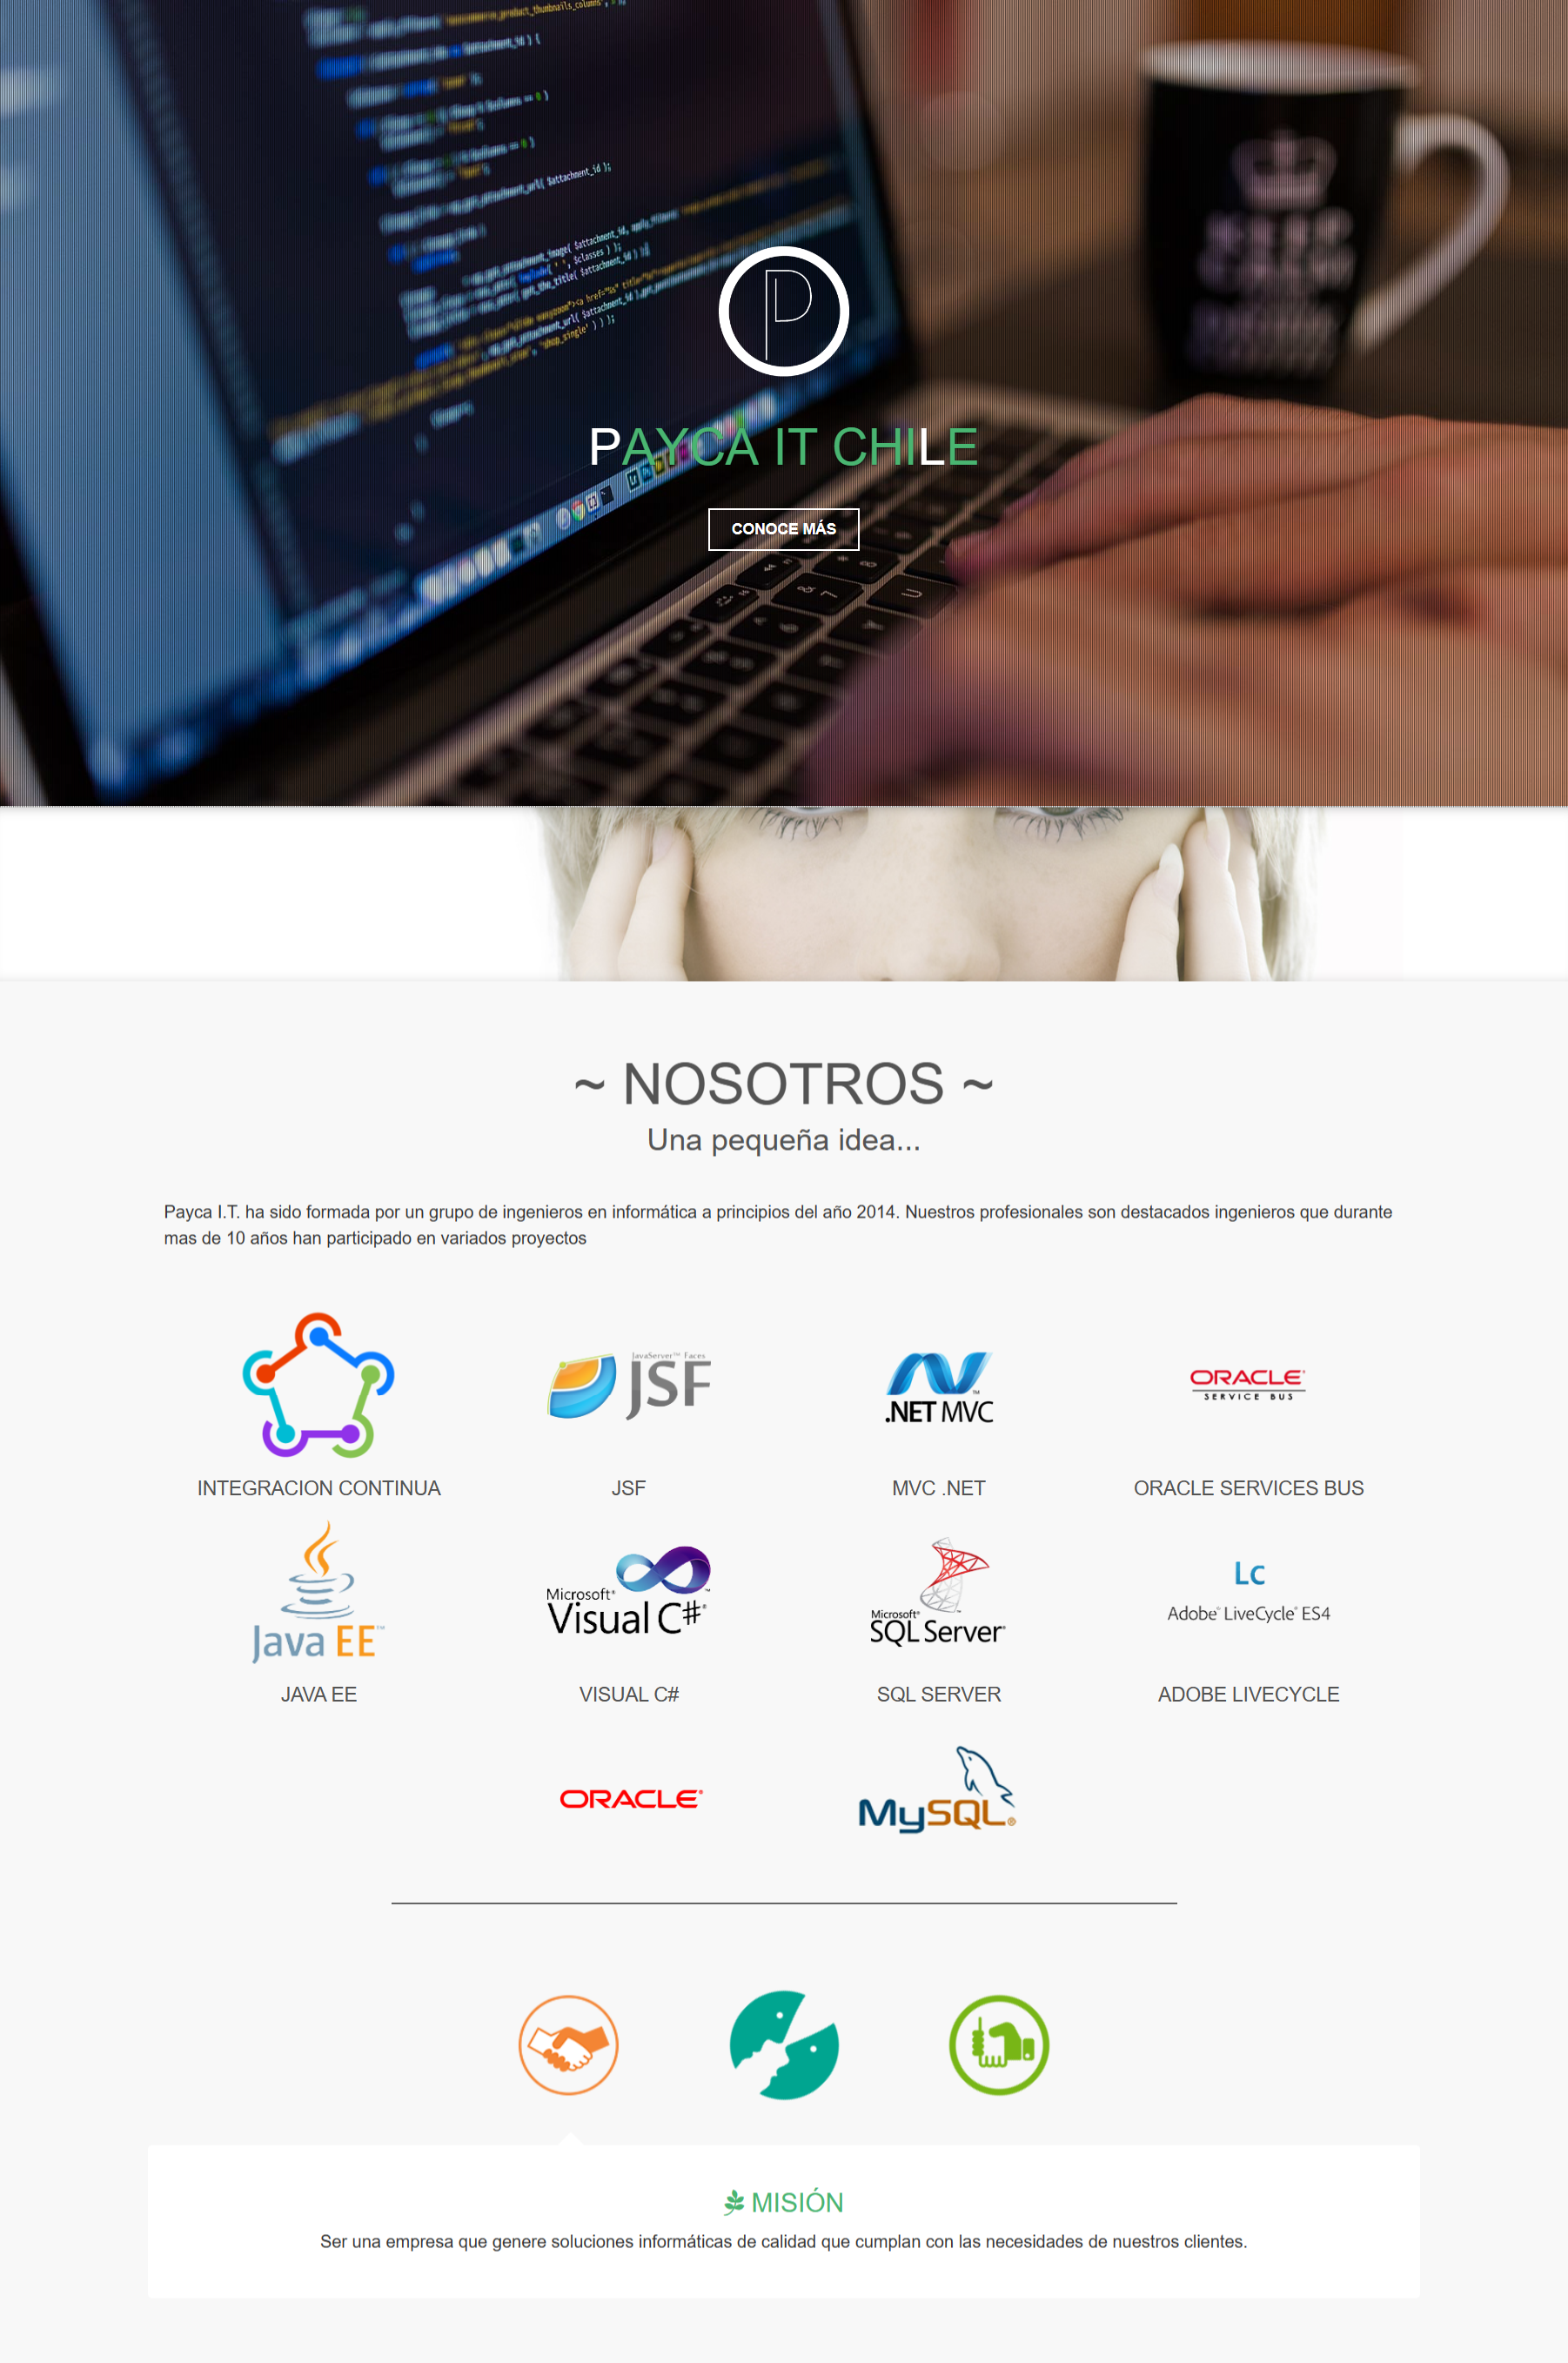 PAYCA IT CHILE
CONOCE MÁS
~ NOSOTROS ~
Una pequeña idea...
Payca I.T. ha sido formada por un grupo de ingenieros en informática a principios del año 2014. Nuestros profesionales son destacados ingenieros que durante
mas de 10 años han participado en variados proyectos
JavaServer™ Faces
JSF
.NET MVC
ORACLE
SERVICE BUS
INTEGRACION CONTINUA
JSF
MVC .NET
ORACLE SERVICES BUS
Java EE™
Microsoft®
Visual C#
Microsoft®
SQL Server
Lc
Adobe® LiveCycle® ES4
JAVA EE
VISUAL C#
SQL SERVER
ADOBE LIVECYCLE
ORACLE®
MySQL®
MISIÓN
Ser una empresa que genere soluciones informáticas de calidad que cumplan con las necesidades de nuestros clientes.